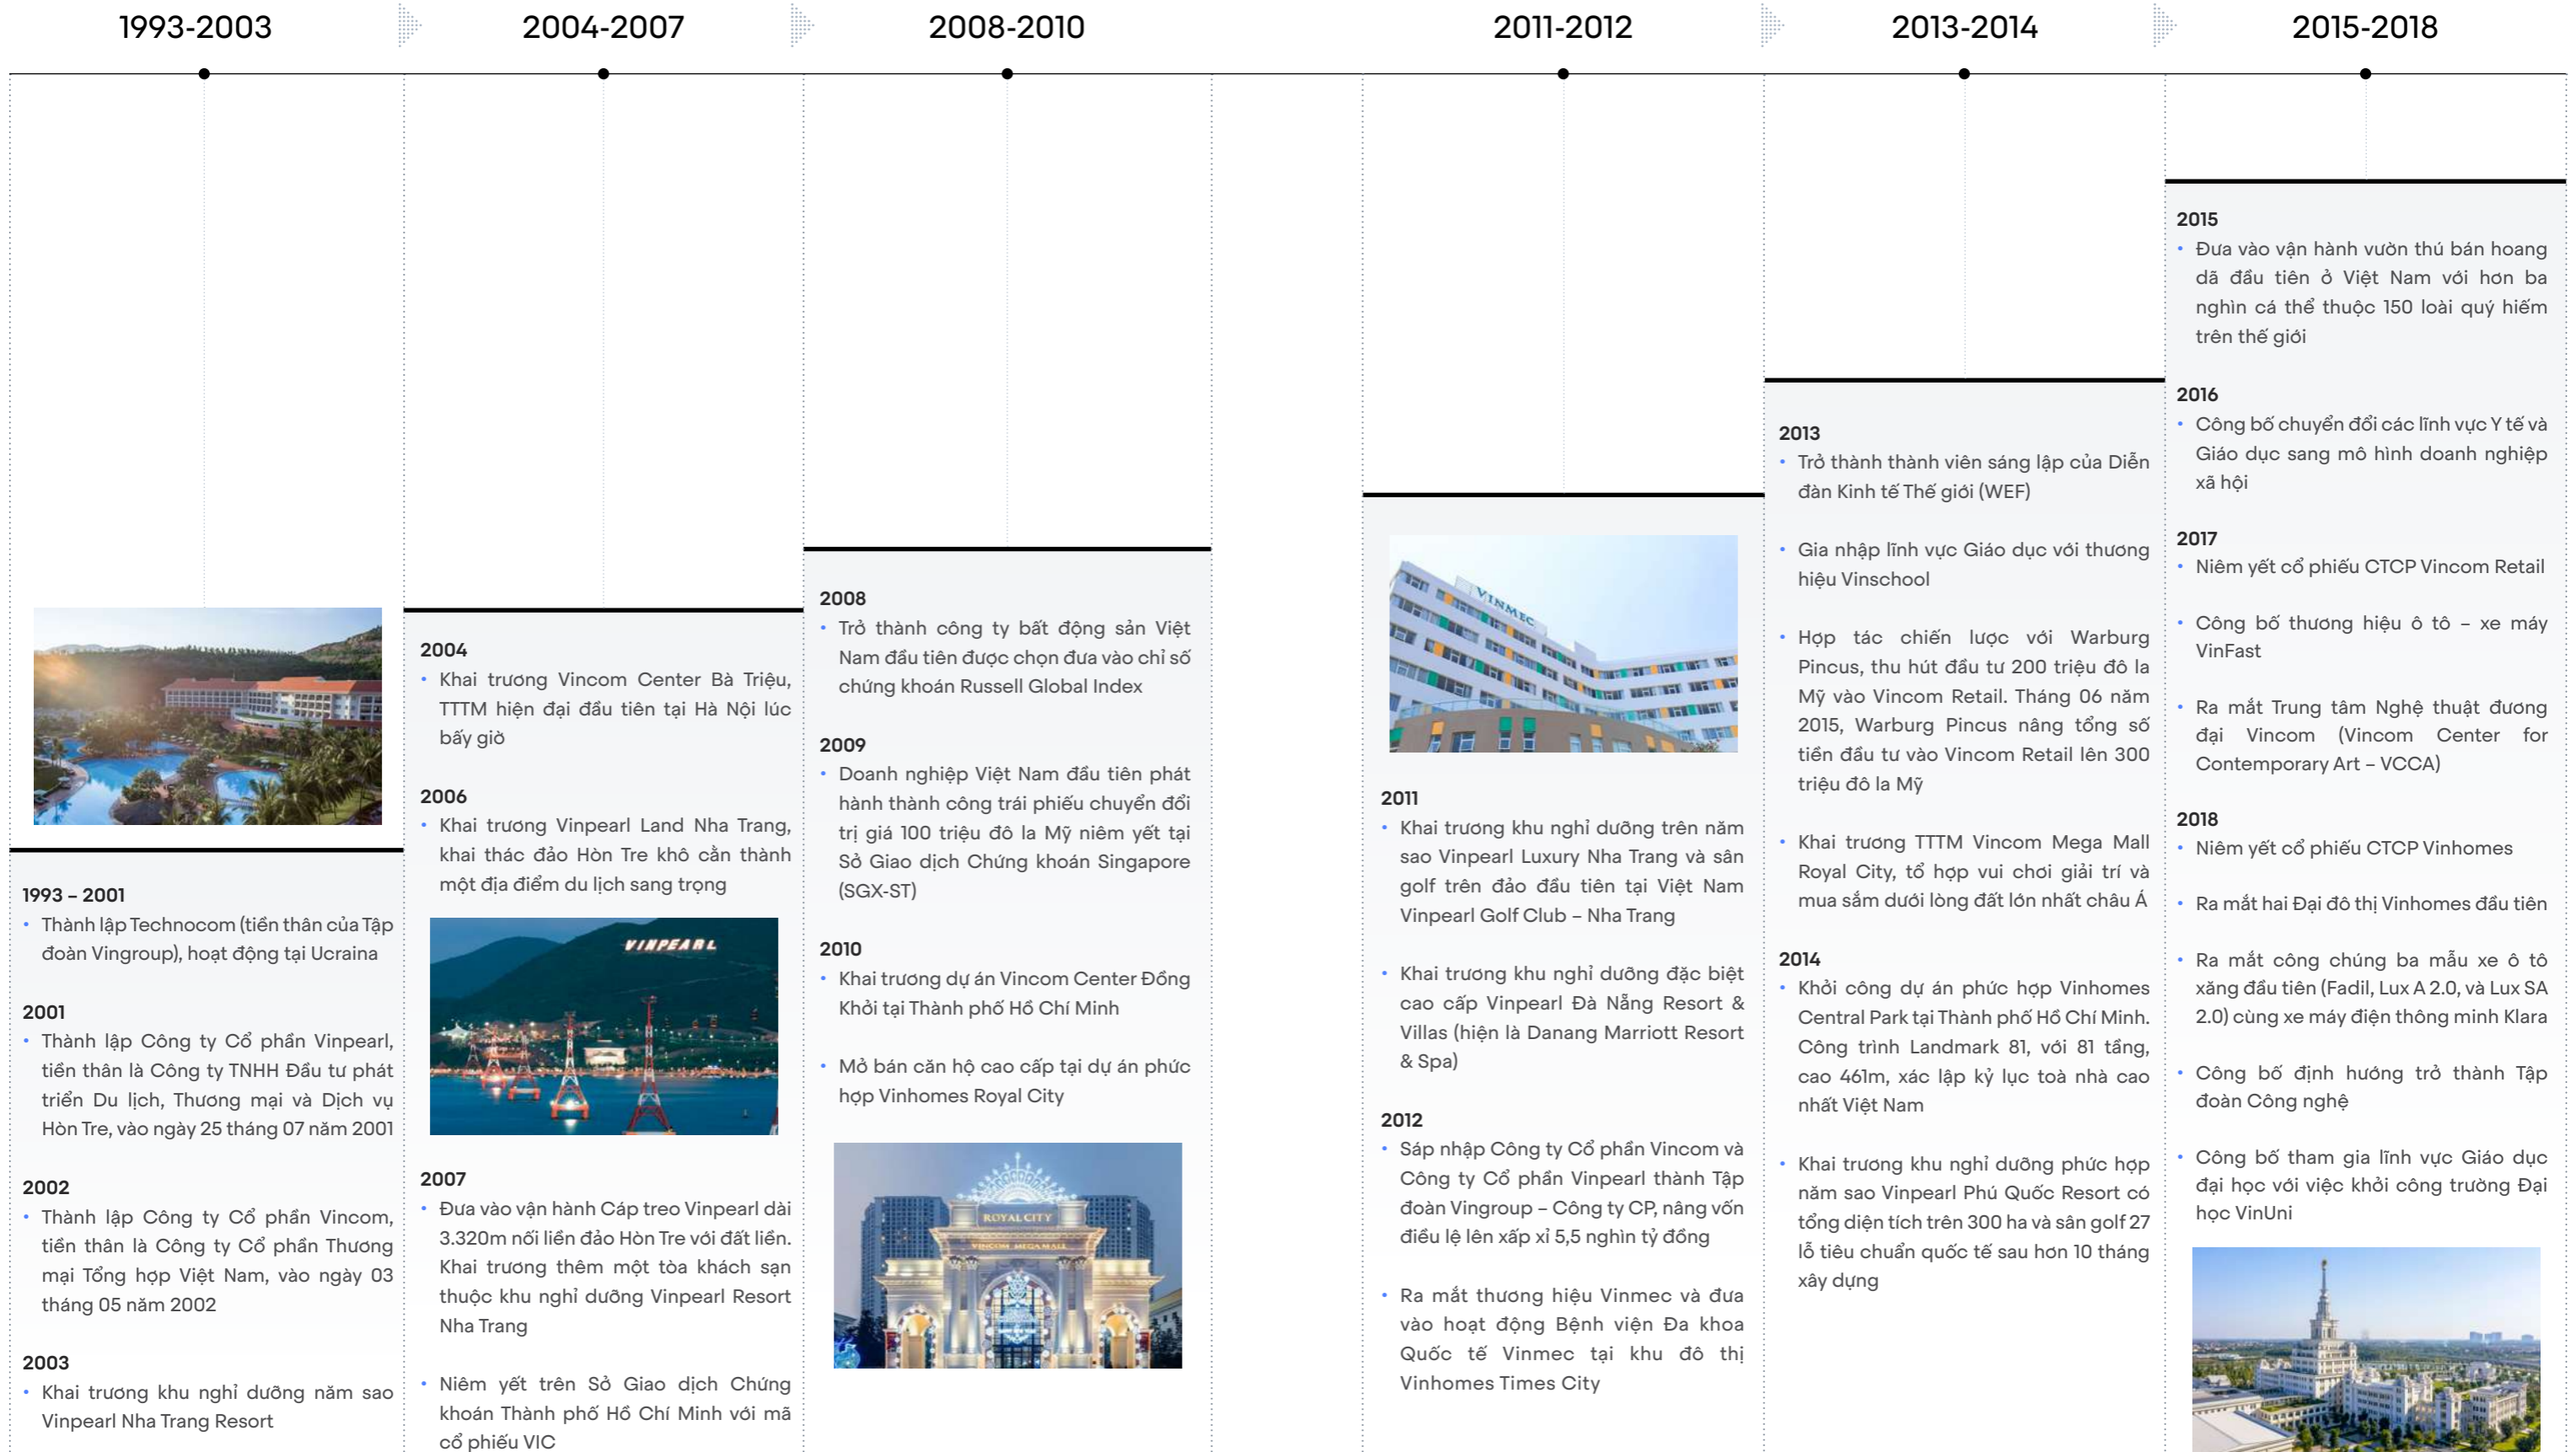 1993-2003
2004-2007
2008-2010
2011-2012
2013-2014
2015-2018
1993 – 2001
• Thành lập Technocom (tiền thân của Tập
đoàn Vingroup), hoạt động tại Ucraina
2001
• Thành lập Công ty Cổ phần Vinpearl,
tiền thân là Công ty TNHH Đầu tư phát
triển Du lịch, Thương mại và Dịch vụ
Hòn Tre, vào ngày 25 tháng 07 năm 2001
2002
• Thành lập Công ty Cổ phần Vincom,
tiền thân là Công ty Cổ phần Thương
mại Tổng hợp Việt Nam, vào ngày 03
tháng 05 năm 2002
2003
• Khai trương khu nghỉ dưỡng năm sao
Vinpearl Nha Trang Resort
2004
• Khai trương Vincom Center Bà Triệu,
TTTM hiện đại đầu tiên tại Hà Nội lúc
bấy giờ
2006
• Khai trương Vinpearl Land Nha Trang,
khai thác đảo Hòn Tre khô cằn thành
một địa điểm du lịch sang trọng
VINPEARL
2007
• Đưa vào vận hành Cáp treo Vinpearl dài
3.320m nối liền đảo Hòn Tre với đất liền.
Khai trương thêm một tòa khách sạn
thuộc khu nghỉ dưỡng Vinpearl Resort
Nha Trang
• Niêm yết trên Sở Giao dịch Chứng
khoán Thành phố Hồ Chí Minh với mã
cổ phiếu VIC
2008
• Trở thành công ty bất động sản Việt
Nam đầu tiên được chọn đưa vào chỉ số
chứng khoán Russell Global Index
2009
• Doanh nghiệp Việt Nam đầu tiên phát
hành thành công trái phiếu chuyển đổi
trị giá 100 triệu đô la Mỹ niêm yết tại
Sở Giao dịch Chứng khoán Singapore
(SGX-ST)
2010
• Khai trương dự án Vincom Center Đồng
Khởi tại Thành phố Hồ Chí Minh
• Mở bán căn hộ cao cấp tại dự án phức
hợp Vinhomes Royal City
ROYAL CITY
VINCOM MEGA MALL
VINMEC
2011
• Khai trương khu nghỉ dưỡng trên năm
sao Vinpearl Luxury Nha Trang và sân
golf trên đảo đầu tiên tại Việt Nam
Vinpearl Golf Club – Nha Trang
• Khai trương khu nghỉ dưỡng đặc biệt
cao cấp Vinpearl Đà Nẵng Resort &
Villas (hiện là Danang Marriott Resort
& Spa)
2012
• Sáp nhập Công ty Cổ phần Vincom và
Công ty Cổ phần Vinpearl thành Tập
đoàn Vingroup – Công ty CP, nâng vốn
điều lệ lên xấp xỉ 5,5 nghìn tỷ đồng
• Ra mắt thương hiệu Vinmec và đưa
vào hoạt động Bệnh viện Đa khoa
Quốc tế Vinmec tại khu đô thị
Vinhomes Times City
2013
• Trở thành thành viên sáng lập của Diễn
đàn Kinh tế Thế giới (WEF)
• Gia nhập lĩnh vực Giáo dục với thương
hiệu Vinschool
• Hợp tác chiến lược với Warburg
Pincus, thu hút đầu tư 200 triệu đô la
Mỹ vào Vincom Retail. Tháng 06 năm
2015, Warburg Pincus nâng tổng số
tiền đầu tư vào Vincom Retail lên 300
triệu đô la Mỹ
• Khai trương TTTM Vincom Mega Mall
Royal City, tổ hợp vui chơi giải trí và
mua sắm dưới lòng đất lớn nhất châu Á
2014
• Khởi công dự án phức hợp Vinhomes
Central Park tại Thành phố Hồ Chí Minh.
Công trình Landmark 81, với 81 tầng,
cao 461m, xác lập kỷ lục toà nhà cao
nhất Việt Nam
• Khai trương khu nghỉ dưỡng phức hợp
năm sao Vinpearl Phú Quốc Resort có
tổng diện tích trên 300 ha và sân golf 27
lỗ tiêu chuẩn quốc tế sau hơn 10 tháng
xây dựng
2015
• Đưa vào vận hành vườn thú bán hoang
dã đầu tiên ở Việt Nam với hơn ba
nghìn cá thể thuộc 150 loài quý hiếm
trên thế giới
2016
• Công bố chuyển đổi các lĩnh vực Y tế và
Giáo dục sang mô hình doanh nghiệp
xã hội
2017
• Niêm yết cổ phiếu CTCP Vincom Retail
• Công bố thương hiệu ô tô – xe máy
VinFast
• Ra mắt Trung tâm Nghệ thuật đương
đại Vincom (Vincom Center for
Contemporary Art – VCCA)
2018
• Niêm yết cổ phiếu CTCP Vinhomes
• Ra mắt hai Đại đô thị Vinhomes đầu tiên
• Ra mắt công chúng ba mẫu xe ô tô
xăng đầu tiên (Fadil, Lux A 2.0, và Lux SA
2.0) cùng xe máy điện thông minh Klara
• Công bố định hướng trở thành Tập
đoàn Công nghệ
• Công bố tham gia lĩnh vực Giáo dục
đại học với việc khởi công trường Đại
học VinUni